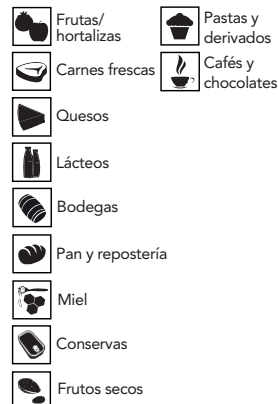 Frutas/
hortalizas
Carnes frescas
Quesos
Lácteos
Bodegas
Pan y repostería
Miel
Conservas
Frutos secos
Pastas y
derivados
Cafés y
chocolates